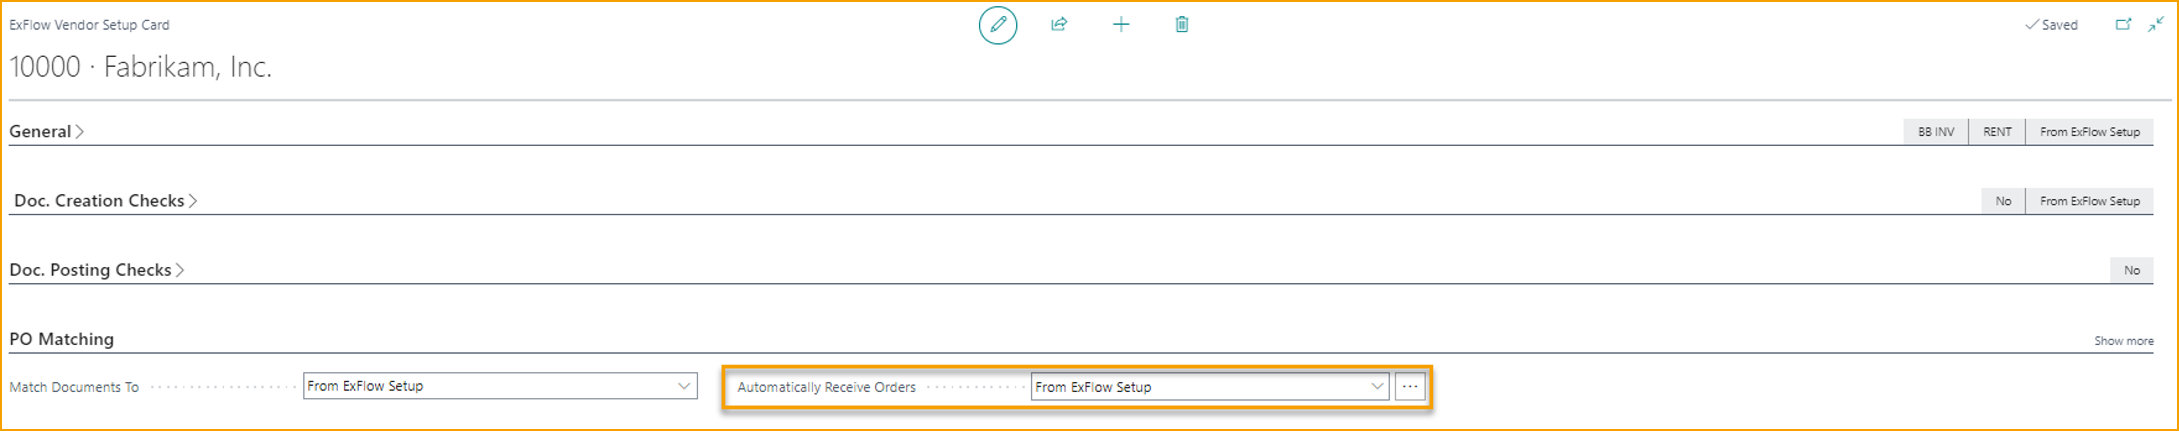 ExFlow Vendor Setup Card
Saved
10000 · Fabrikam, Inc.
General
BB INV RENT From ExFlow Setup
Doc. Creation Checks
No From ExFlow Setup
Doc. Posting Checks
No
PO Matching
Show more
Match Documents To From ExFlow Setup
Automatically Receive Orders From ExFlow Setup ...